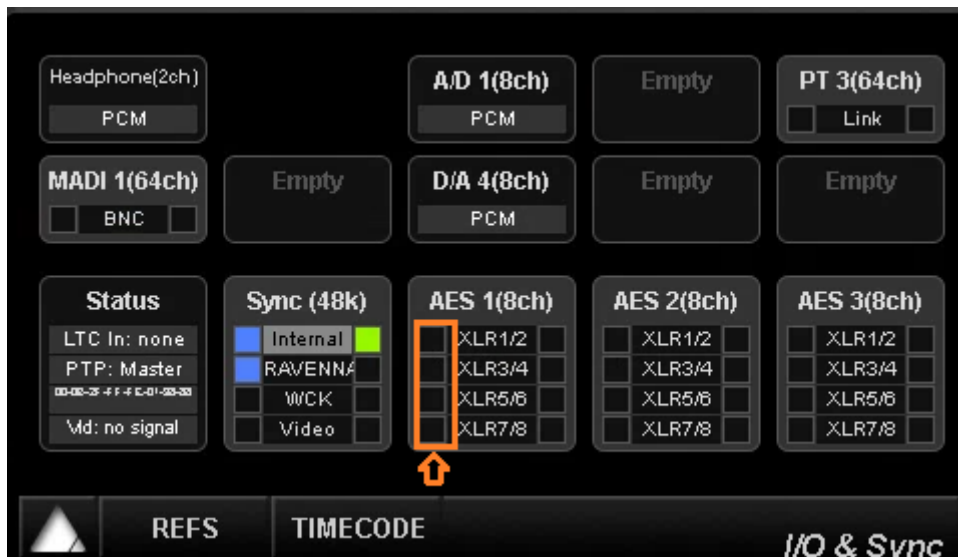 Headphone(2ch)
PCM
A/D 1(8ch)
PCM
Empty
PT 3(64ch)
Link
MADI 1(64ch)
BNC
Empty
D/A 4(8ch)
PCM
Empty
Empty
Status
LTC In: none
PTP: Master
Vid: no signal
Sync (48k)
Internal
RAVENNA
WCK
Video
AES 1(8ch)
XLR1/2
XLR3/4
XLR5/6
XLR7/8
AES 2(8ch)
XLR1/2
XLR3/4
XLR5/6
XLR7/8
AES 3(8ch)
XLR1/2
XLR3/4
XLR5/6
XLR7/8
REFS
TIMECODE
I/O & Sync